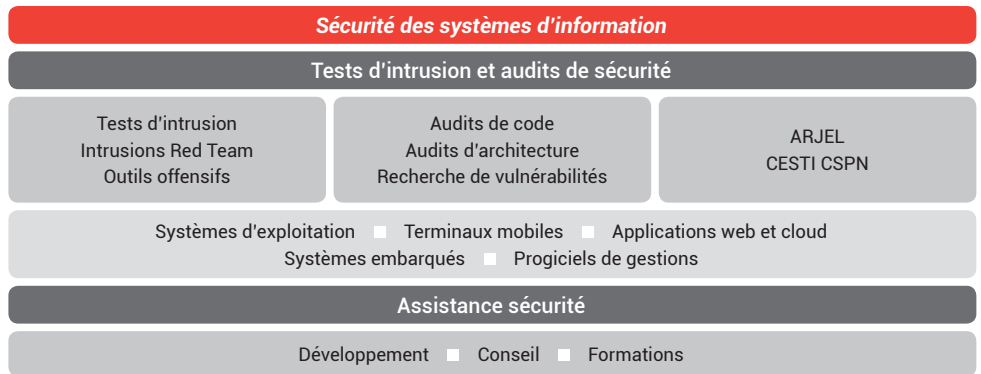 Sécurité des systèmes d'information
Tests d'intrusion et audits de sécurité
Tests d'intrusion
Intrusions Red Team
Outils offensifs
Audits de code
Audits d'architecture
Recherche de vulnérabilités
ARJEL
CESTI CSPN
Systèmes d'exploitation Terminaux mobiles Applications web et cloud
Systèmes embarqués Progiciels de gestions
Assistance sécurité
Développement Conseil Formations